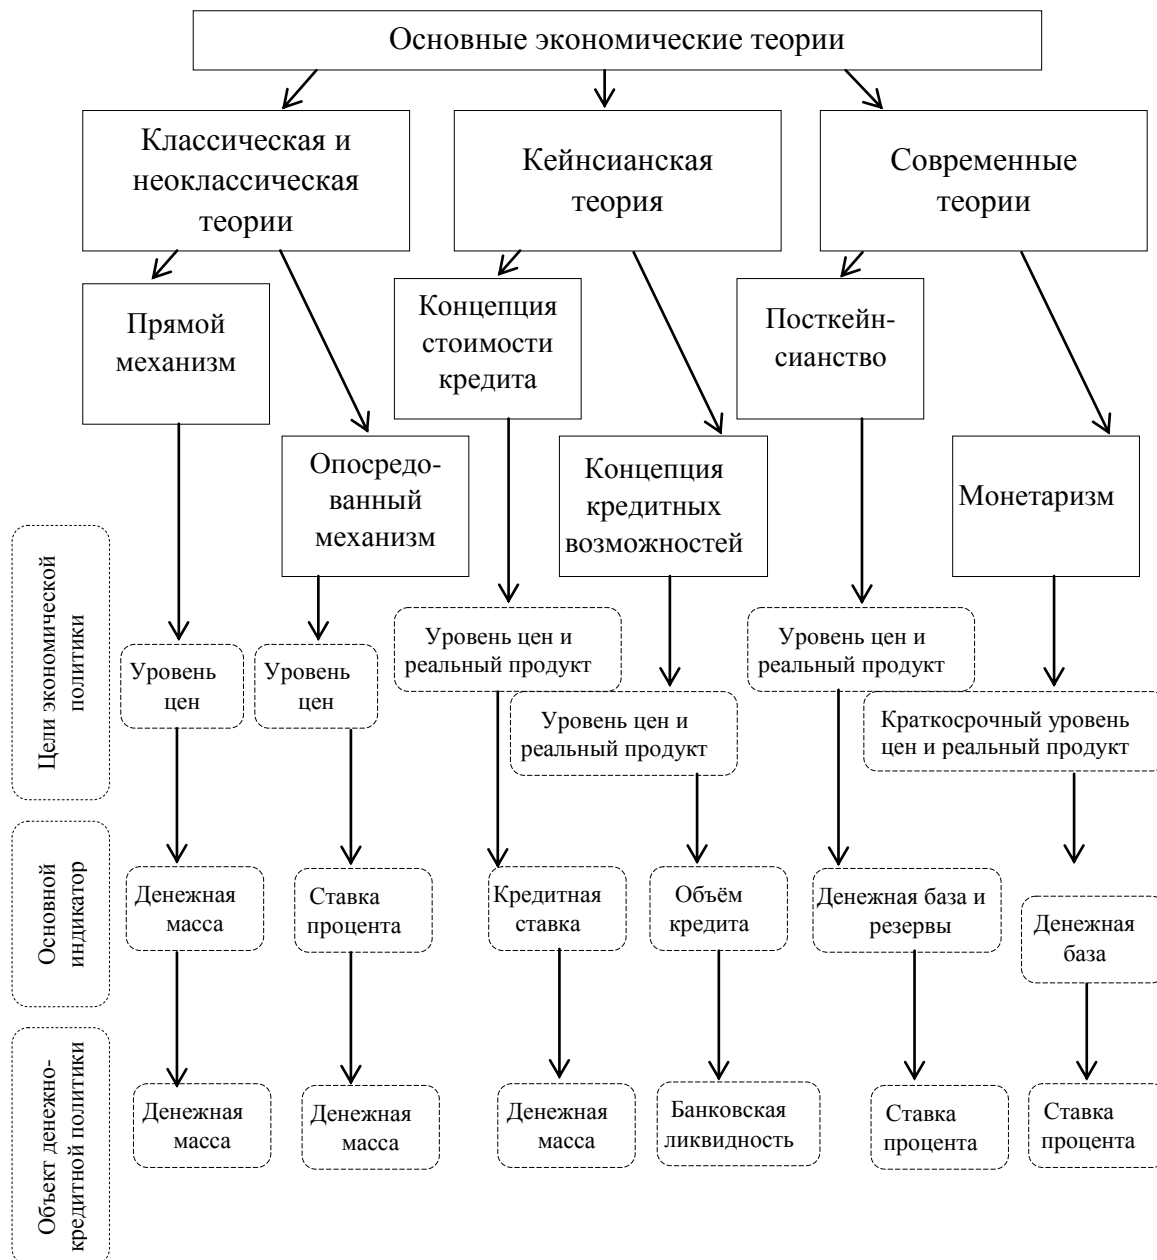 Основные экономические теории
Классическая и
неоклассическая
теории
Кейнсианская
теория
Современные
теории
Прямой
механизм
Концепция
стоимости
кредита
Посткейн-
сианство
Опосредо-
ванный
механизм
Концепция
кредитных
возможностей
Монетаризм
Цели экономической
политики
Уровень
цен
Уровень
цен
Уровень цен и
реальный продукт
Уровень цен и
реальный продукт
Уровень цен и
реальный продукт
Краткосрочный уровень
цен и реальный продукт
Основной
индикатор
Денежная
масса
Ставка
процента
Кредитная
ставка
Объём
кредита
Денежная база и
резервы
Денежная
база
Объект денежно-
кредитной политики
Денежная
масса
Денежная
масса
Денежная
масса
Банковская
ликвидность
Ставка
процента
Ставка
процента